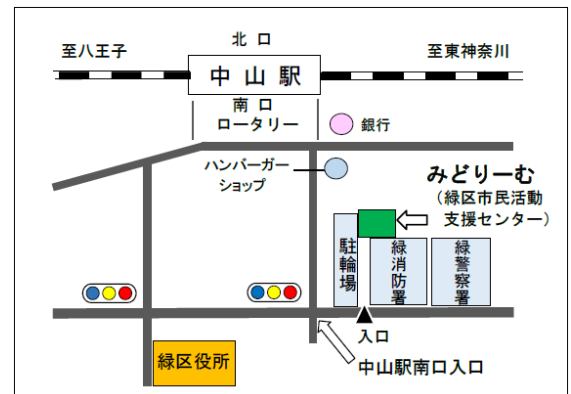 北 口
至八王子
至東神奈川
中 山 駅
南 口
ロータリー
銀行
ハンバーガー
ショップ
みどりーむ
（緑区市民活動
支援センター）
駐輪場
緑消防署
緑警察署
入口
緑区役所
中山駅南口入口